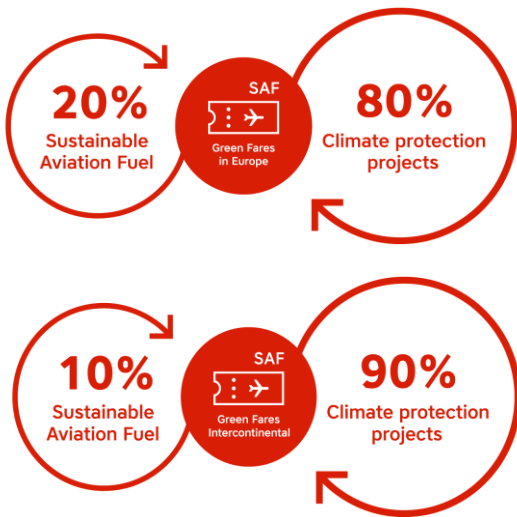 20%
Sustainable
Aviation Fuel
SAF
Green Fares
in Europe
80%
Climate protection
projects
10%
Sustainable
Aviation Fuel
SAF
Green Fares
Intercontinental
90%
Climate protection
projects